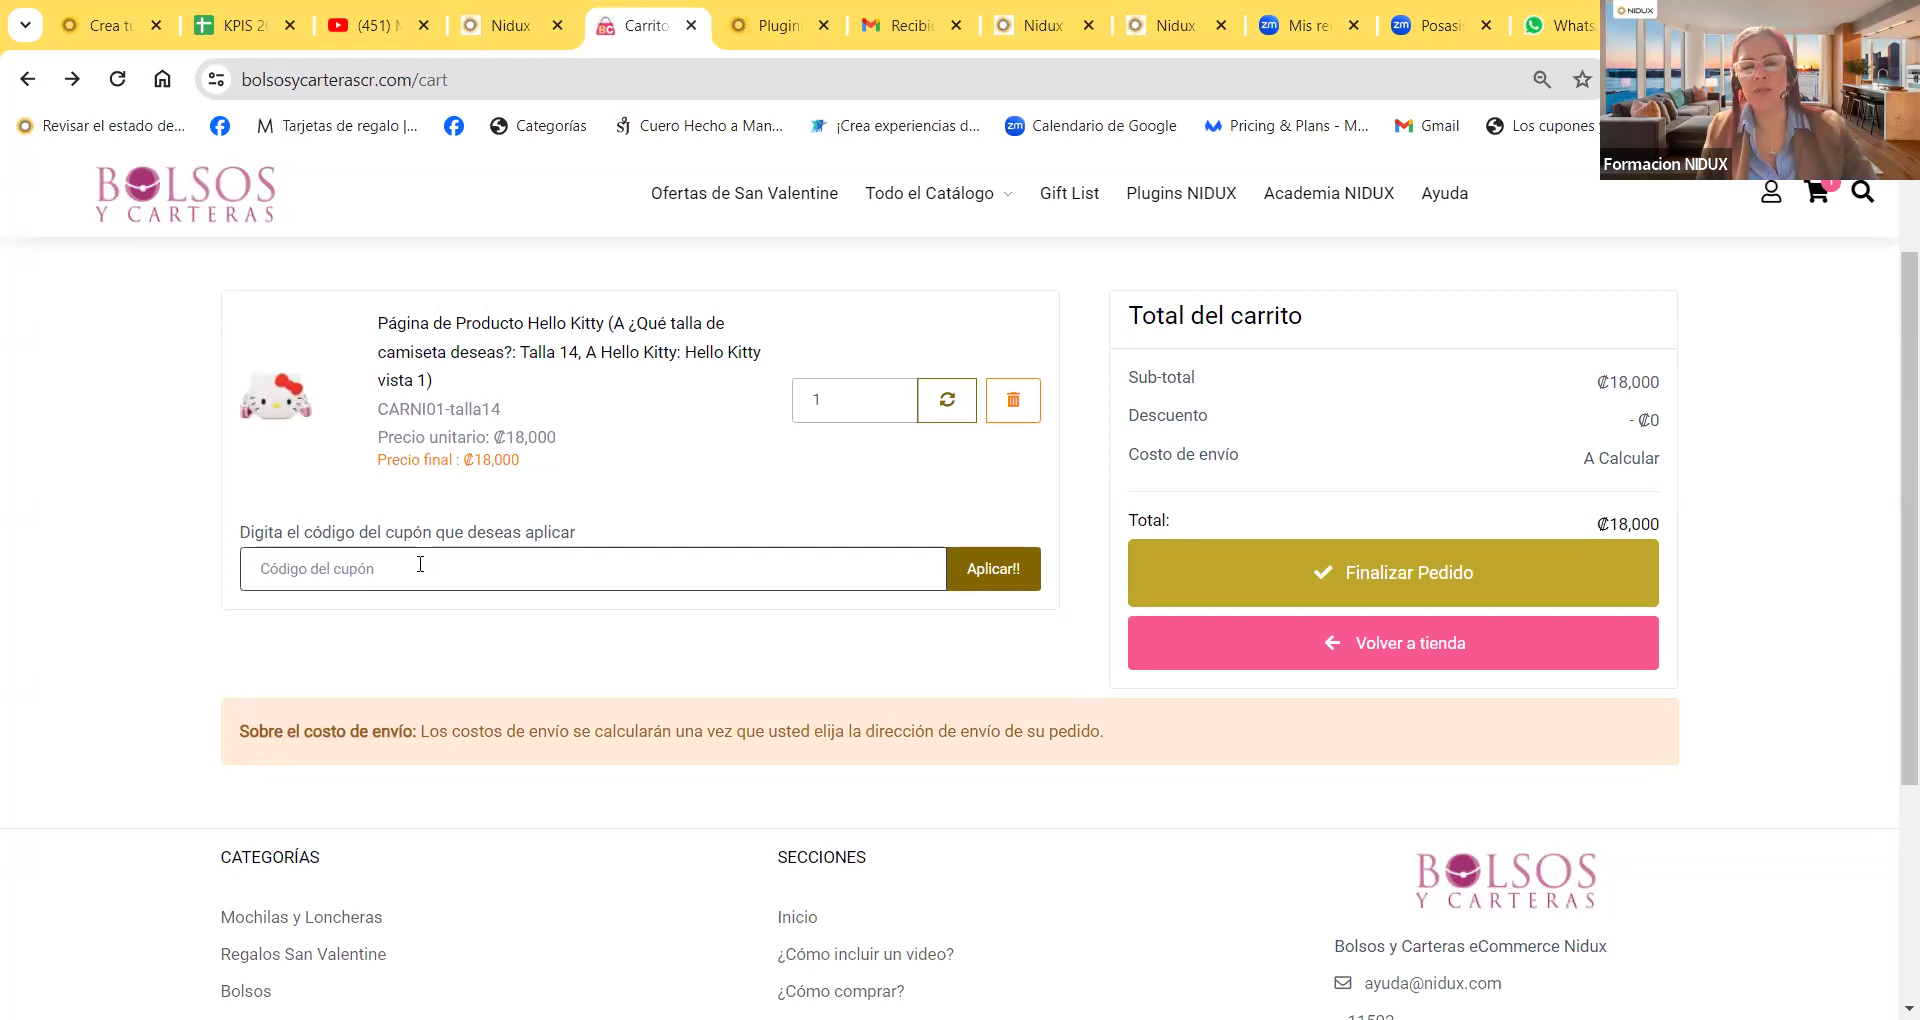 Crea tu
KPIS 2
(451)
Nidux
Carrito
Plugin
Recibi
Nidux
Nidux
Mis re
Posasi
Whats
NIDUX
bolsosycarterascr.com/cart
Revisar el estado de...
Tarjetas de regalo |...
Categorías
Cuero Hecho a Man...
¡Crea experiencias d...
Calendario de Google
Pricing & Plans - M...
Gmail
Los cupones
Formacion NIDUX
BOLSOS
Y CARTERAS
Ofertas de San Valentine
Todo el Catálogo
Gift List
Plugins NIDUX
Academia NIDUX
Ayuda
1
Página de Producto Hello Kitty (A ¿Qué talla de
camiseta deseas?: Talla 14, A Hello Kitty: Hello Kitty
vista 1)
CARNI01-talla14
Precio unitario: ₡18,000
Precio final : ₡18,000
1
Digita el código del cupón que deseas aplicar
Código del cupón
Aplicar!!
Total del carrito
Sub-total
₡18,000
Descuento
- ₡0
Costo de envío
A Calcular
Total:
₡18,000
Finalizar Pedido
Volver a tienda
Sobre el costo de envío: Los costos de envío se calcularán una vez que usted elija la dirección de envío de su pedido.
CATEGORÍAS
Mochilas y Loncheras
Regalos San Valentine
Bolsos
SECCIONES
Inicio
¿Cómo incluir un video?
¿Cómo comprar?
BOLSOS
Y CARTERAS
Bolsos y Carteras eCommerce Nidux
ayuda@nidux.com